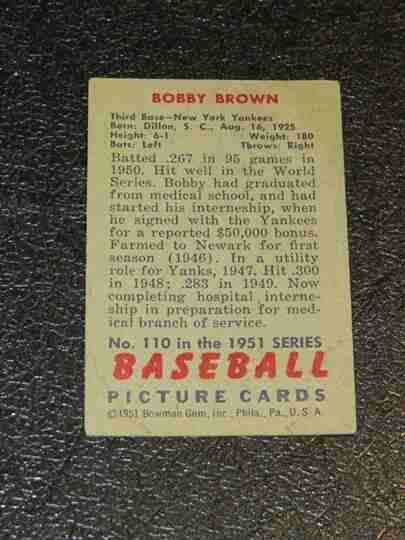 BOBBY BROWN
Third Base—New York Yankees
Born: Dillon, S. C., Aug. 16, 1925
Height: 6-1 Weight: 180
Bats: Left Throws: Right
Batted .267 in 95 games in
1950. Hit well in the World
Series. Bobby had graduated
from medical school, and had
started his interneship, when
he signed with the Yankees
for a reported $50,000 bonus.
Farmed to Newark for first
season (1946). In a utility
role for Yanks, 1947. Hit .300
in 1948; .283 in 1949. Now
completing hospital interne-
ship in preparation for med-
ical branch of service.
No. 110 in the 1951 SERIES
BASEBALL
PICTURE CARDS
©1951 Bowman Gum, Inc., Phila., Pa., U. S. A.